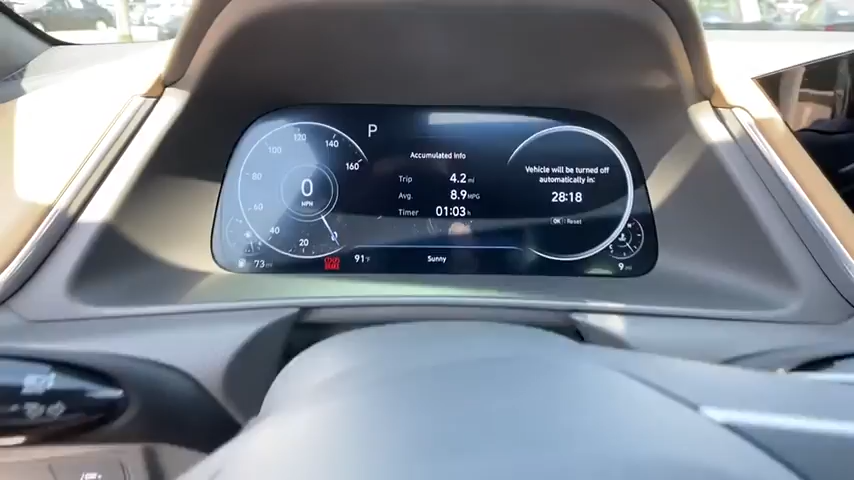 P
120
100
140
80
160
60
0
MPH
40
20
0
Accumulated Info
Trip 4.2 mi
Avg. 8.9 MPG
Timer 01:03 h
Vehicle will be turned off
automatically in:
28:18
OK Reset
73 mi
91°F
Sunny
9 mi